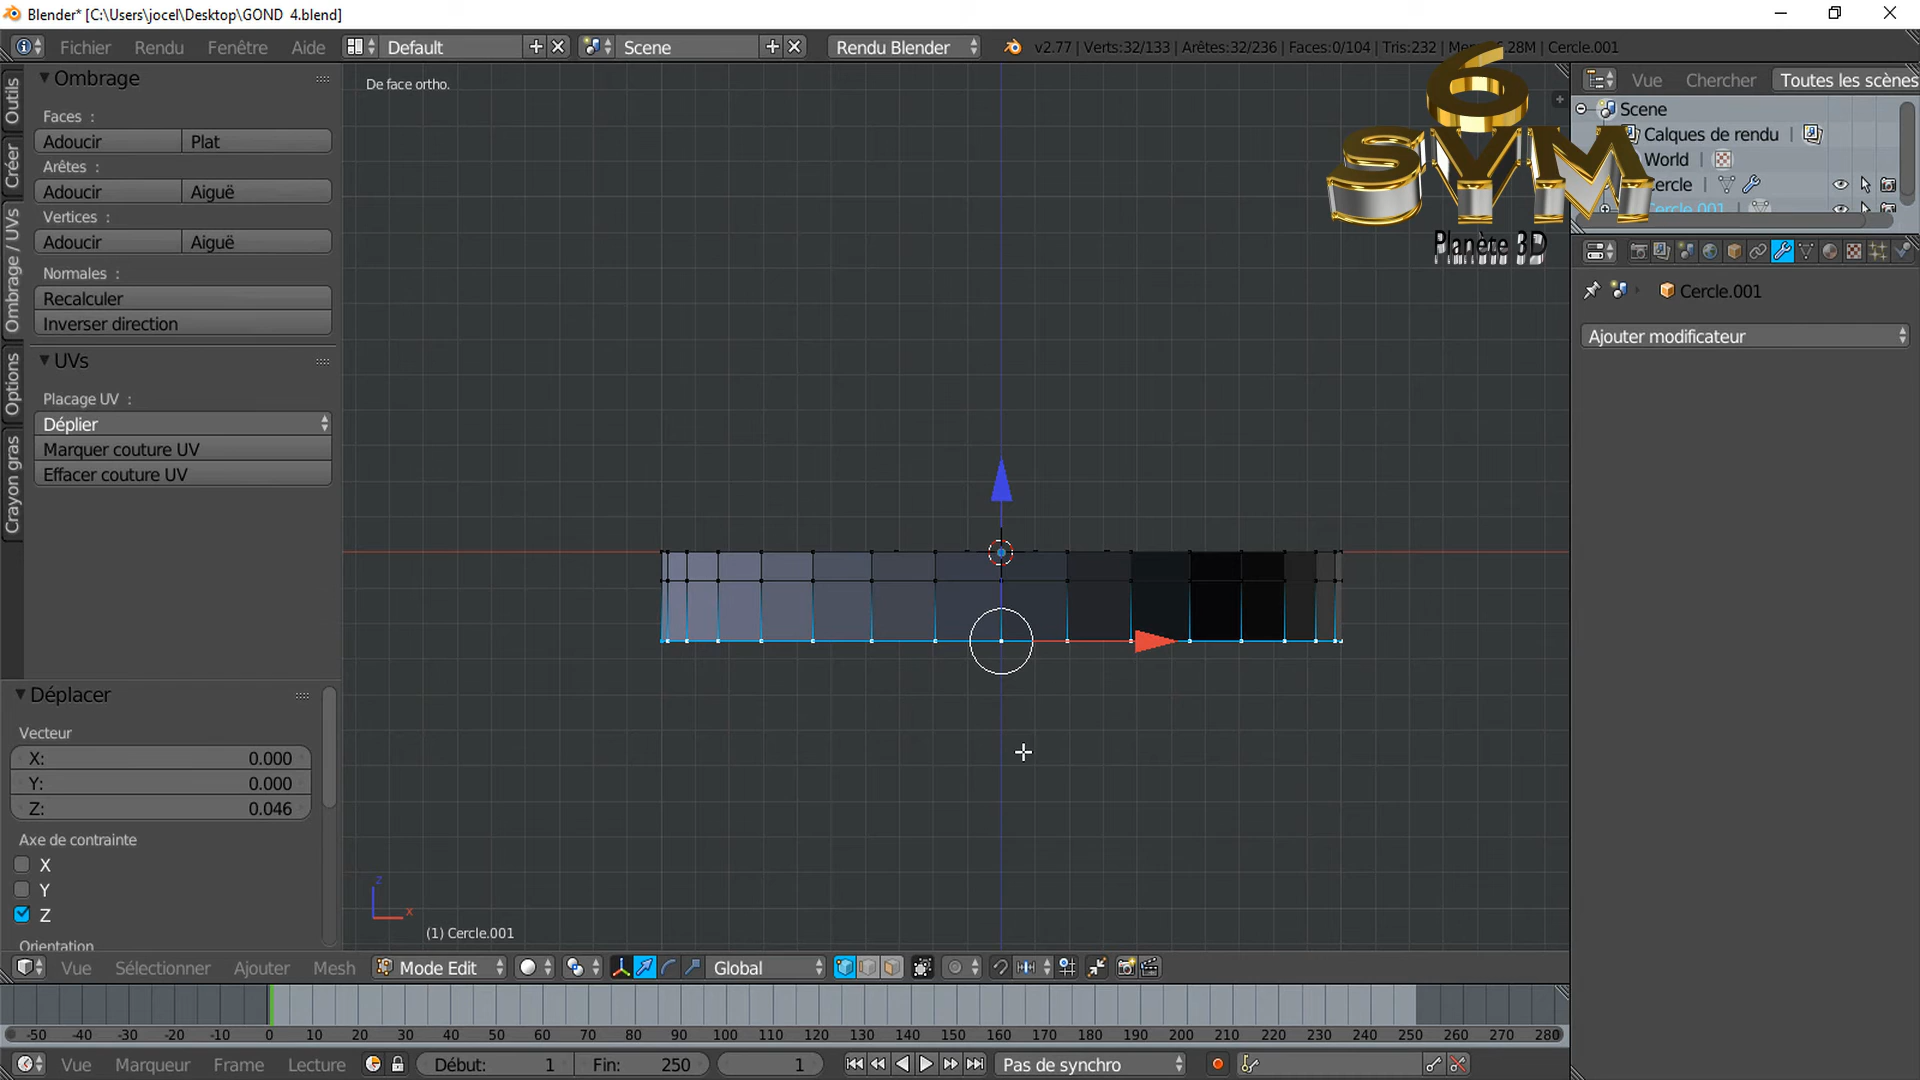 Blender* [C:\Users\jocel\Desktop\GOND  4.blend]
Fichier Rendu Fenêtre Aide Default Scene Rendu Blender v2.77 | Verts:32/133 | Arêtes:32/236 | Faces:0/104 | Tris:232 | Me 6.28M | Cercle.001
Ombrage
Faces :
Adoucir Plat
Arêtes :
Adoucir Aiguë
Vertices :
Adoucir Aiguë
Normales :
Recalculer
Inverser direction
UVs
Placage UV :
Déplier
Marquer couture UV
Effacer couture UV
Outils
Créer
Ombrage / UVs
Options
Crayon gras
Déplacer
Vecteur
X: 0.000
Y: 0.000
Z: 0.046
Axe de contrainte
X
Y
Z
Orientation
De face ortho.
z
x
(1) Cercle.001
6
SYM
Planète 3D
Vue Chercher Toutes les scènes
Scene
Calques de rendu
World
Cercle
Cercle.001
Cercle.001
Ajouter modificateur
Vue Sélectionner Ajouter Mesh Mode Edit Global
-50 -40 -30 -20 -10 0 10 20 30 40 50 60 70 80 90 100 110 120 130 140 150 160 170 180 190 200 210 220 230 240 250 260 270 280
Vue Marqueur Frame Lecture Début: 1 Fin: 250 1 Pas de synchro